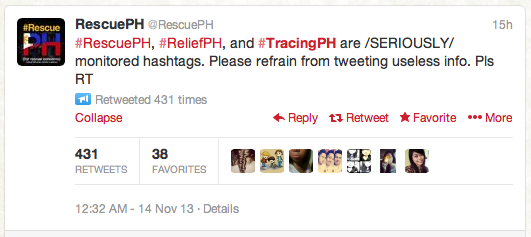 #Rescue
PH
RescuePH @RescuePH 15h
#RescuePH, #ReliefPH, and #TracingPH are /SERIOUSLY/
monitored hashtags. Please refrain from tweeting useless info. Pls
RT
Retweeted 431 times
Collapse Reply Retweet Favorite More
431 38
RETWEETS FAVORITES
12:32 AM - 14 Nov 13 · Details